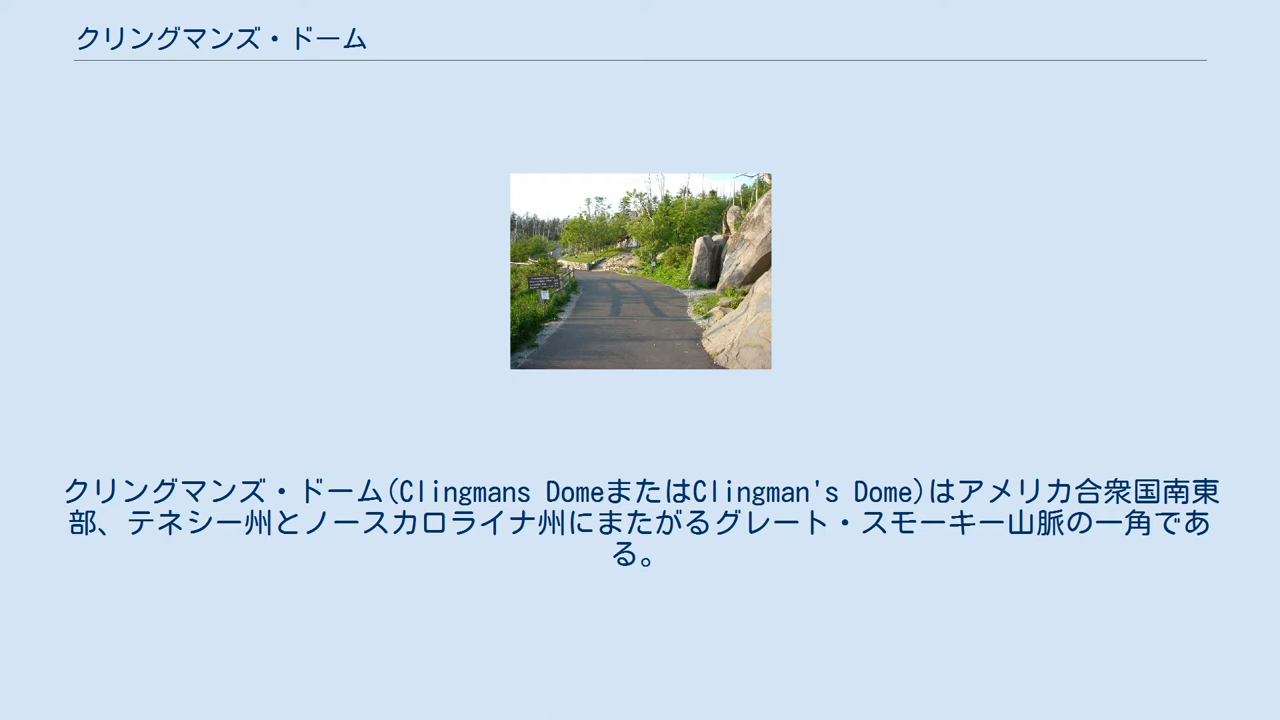 クリングマンズ・ドーム
クリングマンズ・ドーム(Clingmans DomeまたはClingman's Dome)はアメリカ合衆国南東
部、テネシー州とノースカロライナ州にまたがるグレート・スモーキー山脈の一角であ
る。